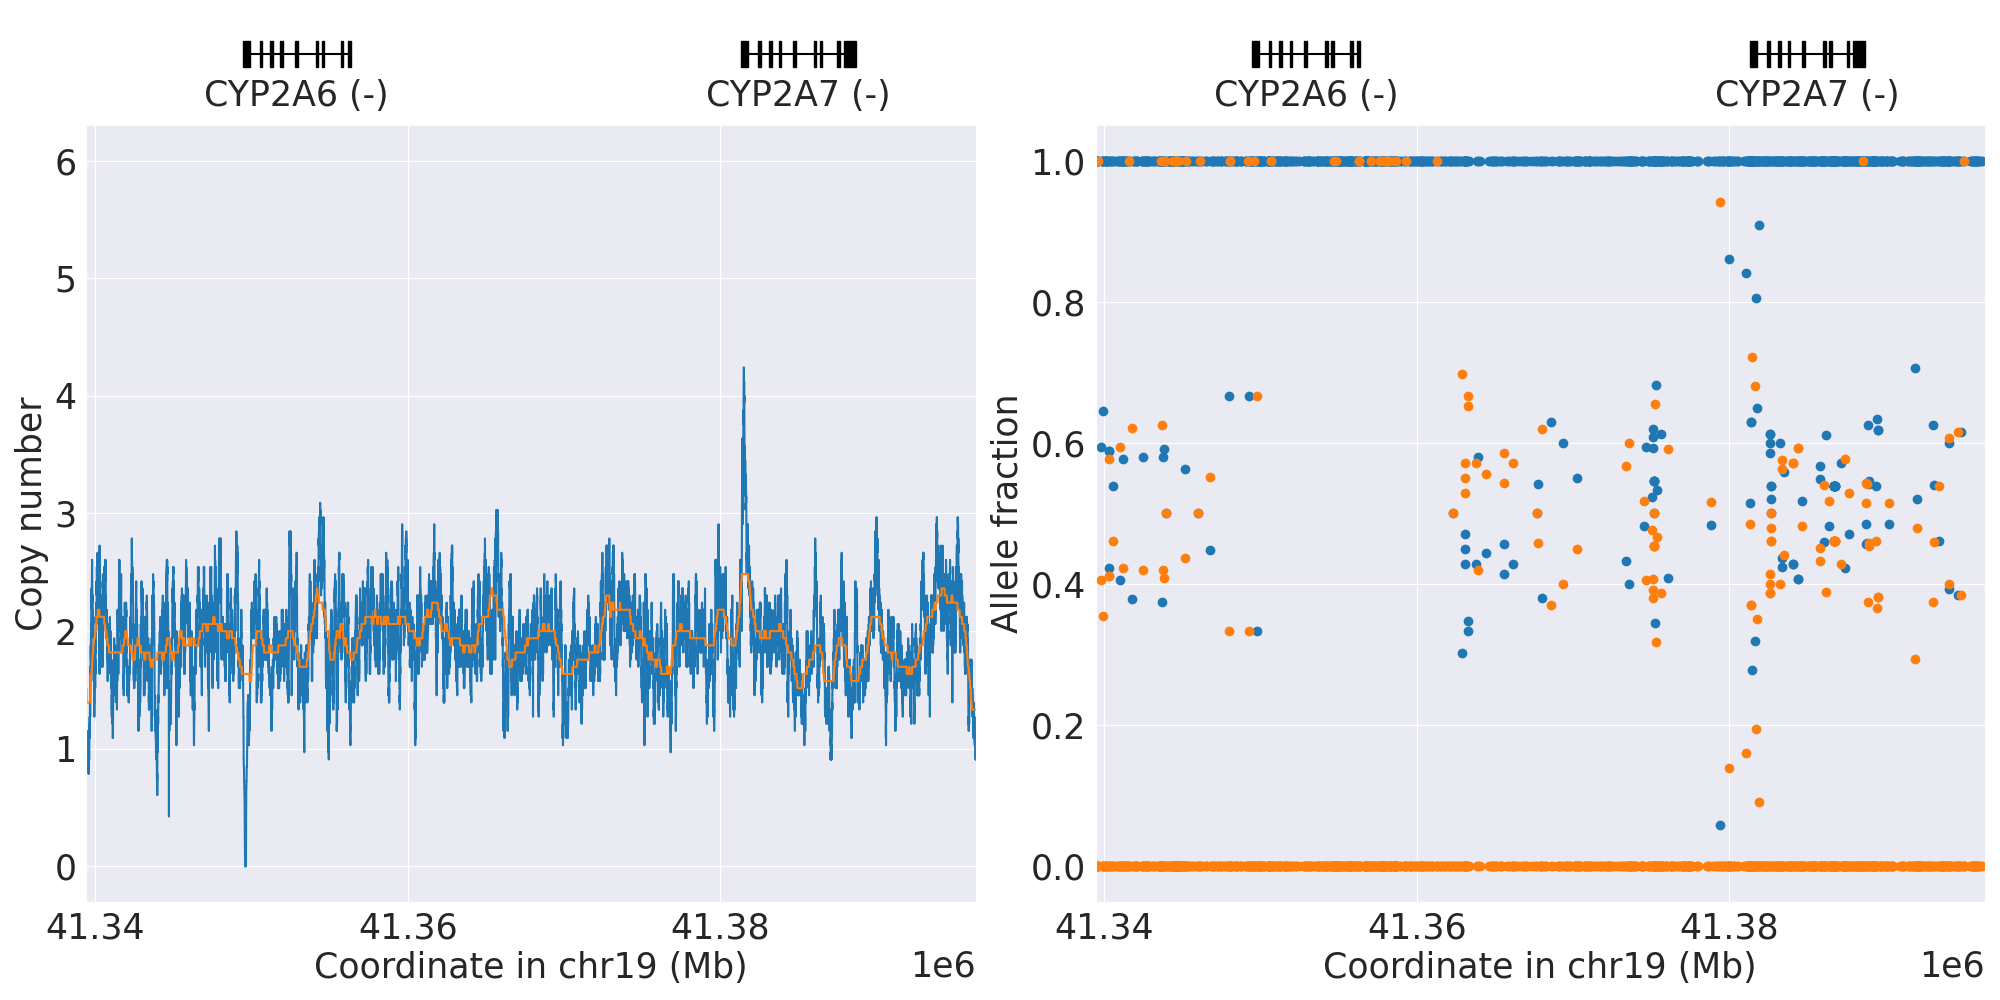 CYP2A6 (-)
CYP2A7 (-)
6
5
4
3
2
1
0
Copy number
41.34
41.36
41.38
Coordinate in chr19 (Mb)
1e6
CYP2A6 (-)
CYP2A7 (-)
1.0
0.8
0.6
0.4
0.2
0.0
Allele fraction
41.34
41.36
41.38
Coordinate in chr19 (Mb)
1e6